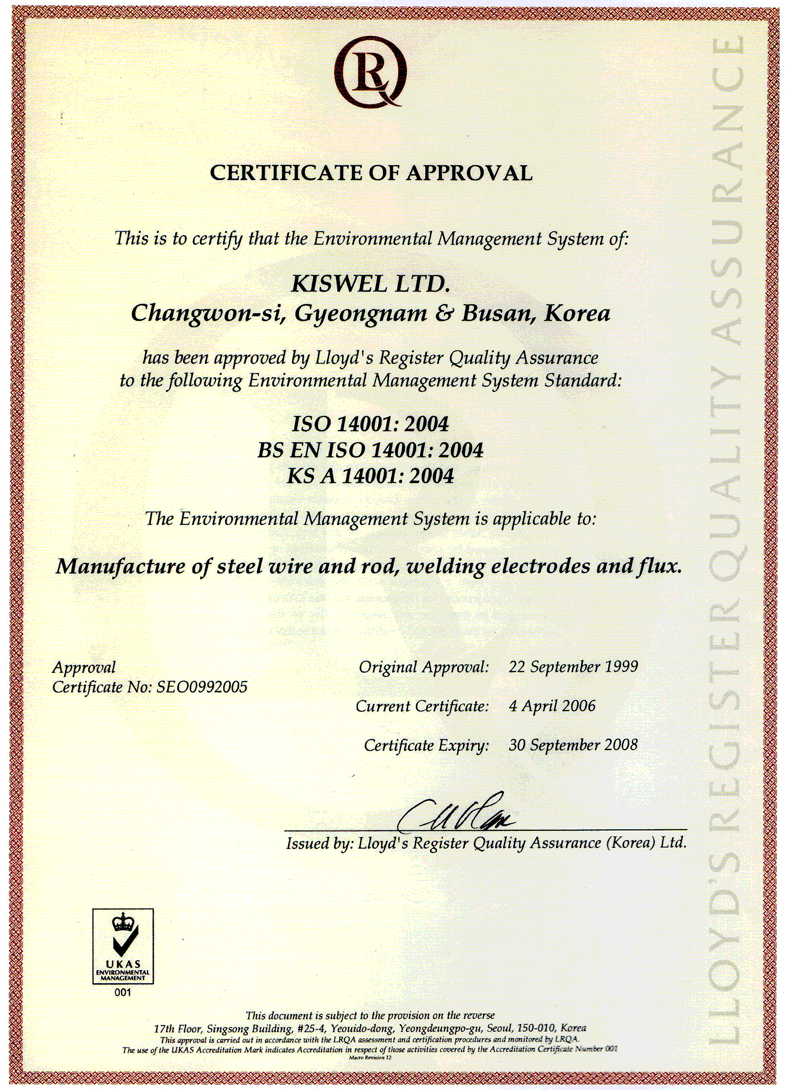 LRQ
CERTIFICATE OF APPROVAL
This is to certify that the Environmental Management System of:
KISWEL LTD.
Changwon-si, Gyeongnam & Busan, Korea
has been approved by Lloyd's Register Quality Assurance
to the following Environmental Management System Standard:
ISO 14001: 2004
BS EN ISO 14001: 2004
KS A 14001: 2004
The Environmental Management System is applicable to:
Manufacture of steel wire and rod, welding electrodes and flux.
Approval
Certificate No: SEO0992005
Original Approval: 22 September 1999
Current Certificate: 4 April 2006
Certificate Expiry: 30 September 2008
Issued by: Lloyd's Register Quality Assurance (Korea) Ltd.
UKAS
ENVIRONMENTAL
MANAGEMENT
001
This document is subject to the provision on the reverse
17th Floor, Singsong Building, #25-4, Yeouido-dong, Yeongdeungpo-gu, Seoul, 150-010, Korea
This approval is carried out in accordance with the LRQA assessment and certification procedures and monitored by LRQA.
The use of the UKAS Accreditation Mark indicates Accreditation in respect of those activities covered by the Accreditation Certificate Number 001
Macro Revision 12
LLOYD'S REGISTER QUALITY ASSURANCE